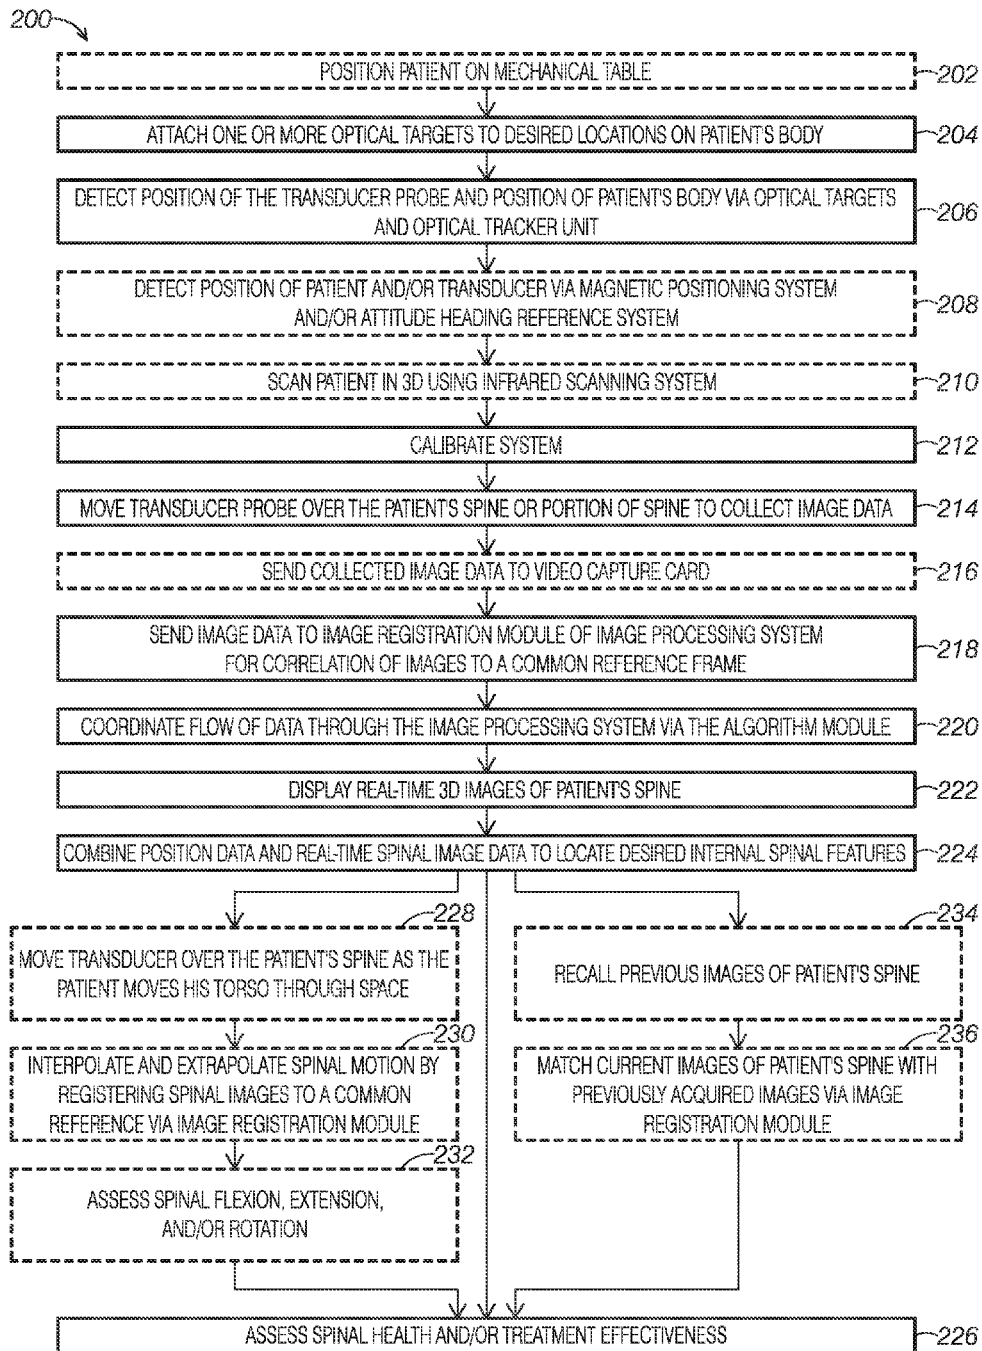 200
POSITION PATIENT ON MECHANICAL TABLE
202
ATTACH ONE OR MORE OPTICAL TARGETS TO DESIRED LOCATIONS ON PATIENT'S BODY
204
DETECT POSITION OF THE TRANSDUCER PROBE AND POSITION OF PATIENT'S BODY VIA OPTICAL TARGETS
AND OPTICAL TRACKER UNIT
206
DETECT POSITION OF PATIENT AND/OR TRANSDUCER VIA MAGNETIC POSITIONING SYSTEM
AND/OR ATTITUDE HEADING REFERENCE SYSTEM
208
SCAN PATIENT IN 3D USING INFRARED SCANNING SYSTEM
210
CALIBRATE SYSTEM
212
MOVE TRANSDUCER PROBE OVER THE PATIENT'S SPINE OR PORTION OF SPINE TO COLLECT IMAGE DATA
214
SEND COLLECTED IMAGE DATA TO VIDEO CAPTURE CARD
216
SEND IMAGE DATA TO IMAGE REGISTRATION MODULE OF IMAGE PROCESSING SYSTEM
FOR CORRELATION OF IMAGES TO A COMMON REFERENCE FRAME
218
COORDINATE FLOW OF DATA THROUGH THE IMAGE PROCESSING SYSTEM VIA THE ALGORITHM MODULE
220
DISPLAY REAL-TIME 3D IMAGES OF PATIENT'S SPINE
222
COMBINE POSITION DATA AND REAL-TIME SPINAL IMAGE DATA TO LOCATE DESIRED INTERNAL SPINAL FEATURES
224
228
MOVE TRANSDUCER OVER THE PATIENT'S SPINE AS THE
PATIENT MOVES HIS TORSO THROUGH SPACE
230
INTERPOLATE AND EXTRAPOLATE SPINAL MOTION BY
REGISTERING SPINAL IMAGES TO A COMMON
REFERENCE VIA IMAGE REGISTRATION MODULE
232
ASSESS SPINAL FLEXION, EXTENSION,
AND/OR ROTATION
234
RECALL PREVIOUS IMAGES OF PATIENT'S SPINE
236
MATCH CURRENT IMAGES OF PATIENT'S SPINE WITH
PREVIOUSLY ACQUIRED IMAGES VIA IMAGE
REGISTRATION MODULE
ASSESS SPINAL HEALTH AND/OR TREATMENT EFFECTIVENESS
226